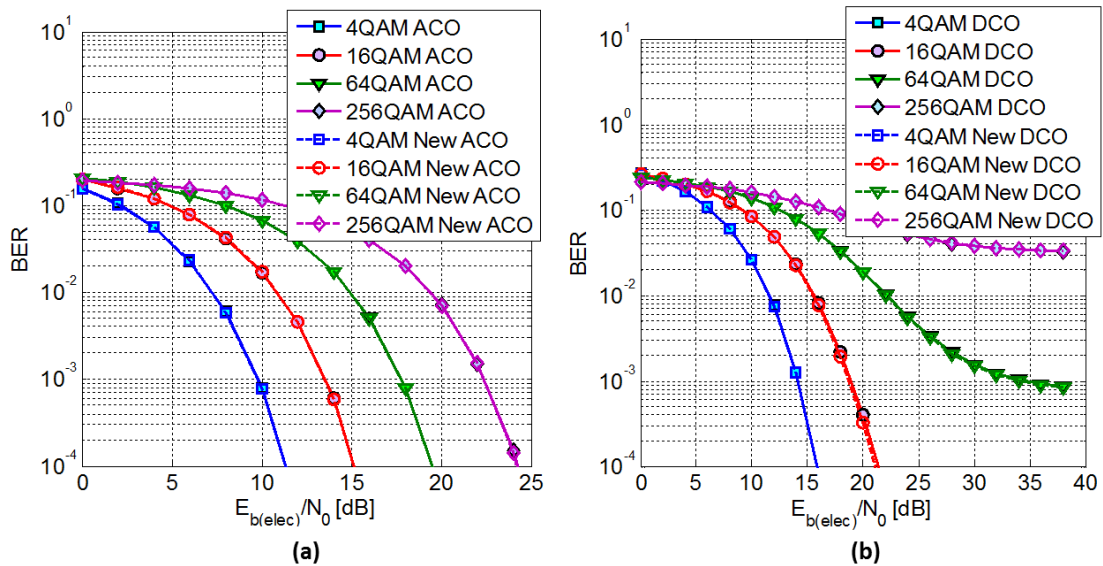 4QAM ACO
16QAM ACO
64QAM ACO
256QAM ACO
4QAM New ACO
16QAM New ACO
64QAM New ACO
256QAM New ACO
10^1
10^0
10^-1
10^-2
10^-3
10^-4
BER
0 5 10 15 20 25
E_b(elec)/N_0 [dB]
(a)
4QAM DCO
16QAM DCO
64QAM DCO
256QAM DCO
4QAM New DCO
16QAM New DCO
64QAM New DCO
256QAM New DCO
10^1
10^0
10^-1
10^-2
10^-3
10^-4
BER
0 5 10 15 20 25 30 35 40
E_b(elec)/N_0 [dB]
(b)